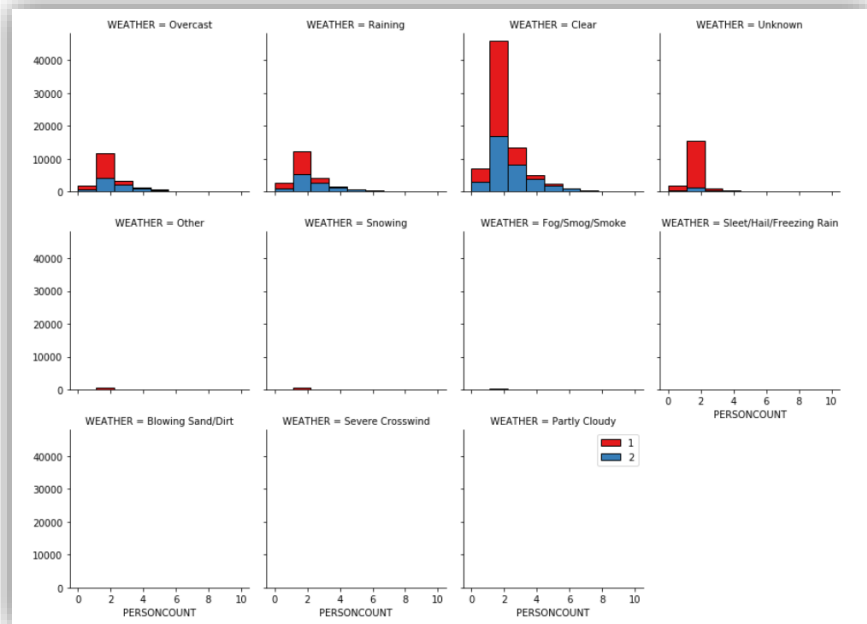 WEATHER = Overcast
WEATHER = Raining
WEATHER = Clear
WEATHER = Unknown
40000
30000
20000
10000
0
WEATHER = Other
WEATHER = Snowing
WEATHER = Fog/Smog/Smoke
WEATHER = Sleet/Hail/Freezing Rain
40000
30000
20000
10000
0
0 2 4 6 8 10
PERSONCOUNT
WEATHER = Blowing Sand/Dirt
WEATHER = Severe Crosswind
WEATHER = Partly Cloudy
40000
30000
20000
10000
0
1
2
0 2 4 6 8 10
0 2 4 6 8 10
0 2 4 6 8 10
PERSONCOUNT
PERSONCOUNT
PERSONCOUNT